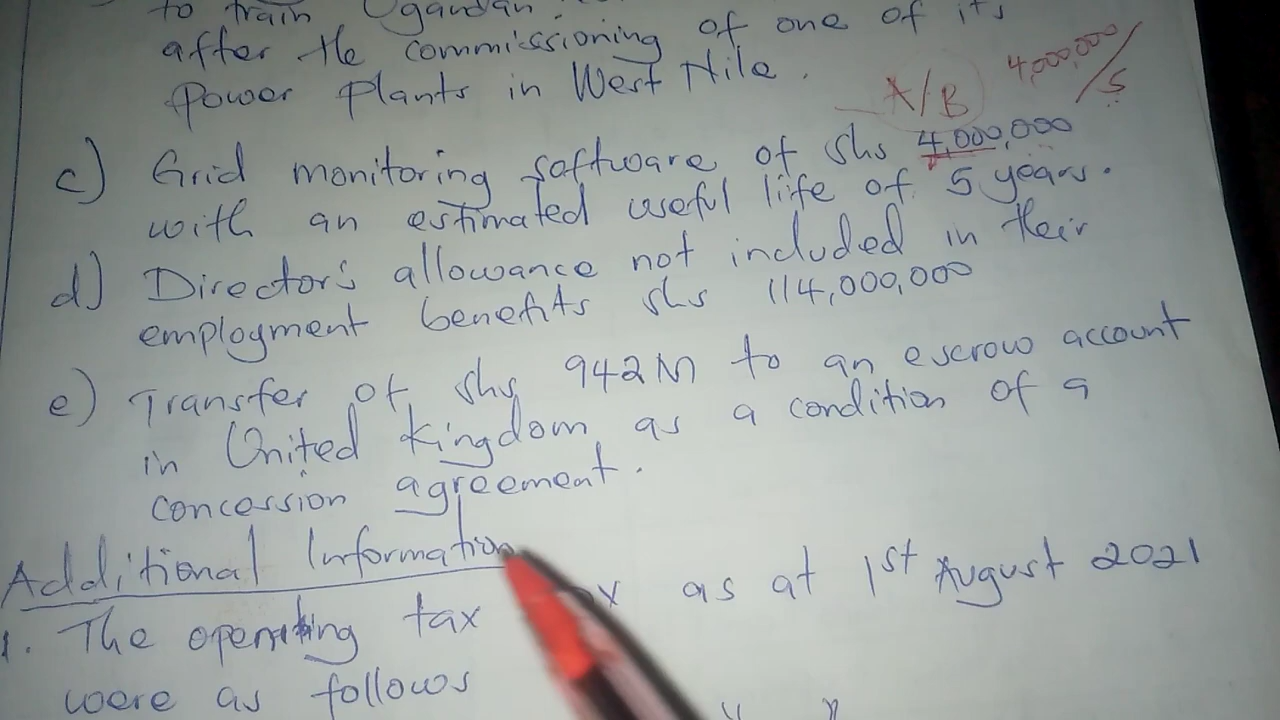 to train Ugandan
after the commissioning of one of its
Power Plants in West Nile.
A/B
4,000,000/5
c) Grid monitoring software of shs 4,000,000
with an estimated useful life of 5 years.
d) Director's allowance not included in their
employment benefits shs 114,000,000
e) Transfer of shs 942M to an escrow account
in United Kingdom as a condition of a
concession agreement.
Additional Information
1. The operating tax as at 1st August 2021
were as follows